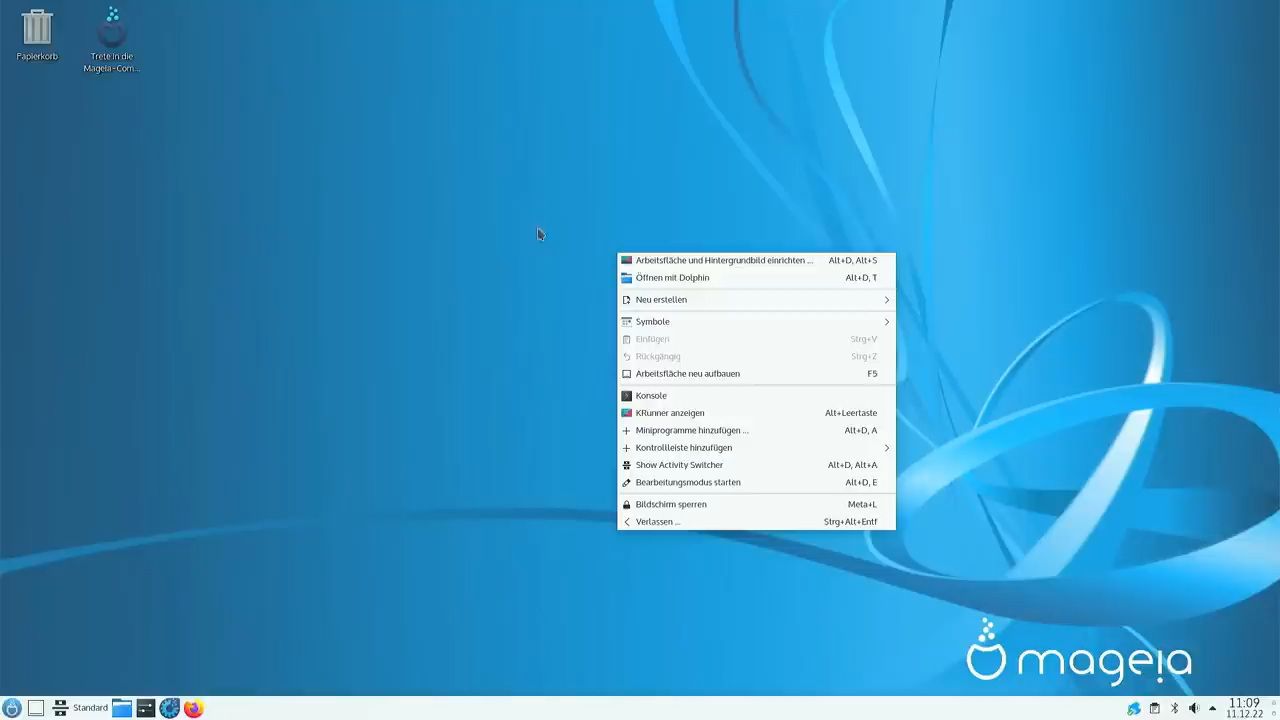 Papierkorb
Trete in die
Mageia-Com...
Arbeitsfläche und Hintergrundbild einrichten ... Alt+D, Alt+S
Öffnen mit Dolphin Alt+D, T
Neu erstellen
Symbole
Einfügen Strg+V
Rückgängig Strg+Z
Arbeitsfläche neu aufbauen F5
Konsole
KRunner anzeigen Alt+Leertaste
Miniprogramme hinzufügen ... Alt+D, A
Kontrollleiste hinzufügen
Show Activity Switcher Alt+D, Alt+A
Bearbeitungsmodus starten Alt+D, E
Bildschirm sperren Meta+L
Verlassen ... Strg+Alt+Entf
mageia
Standard
11:09
11.12.22